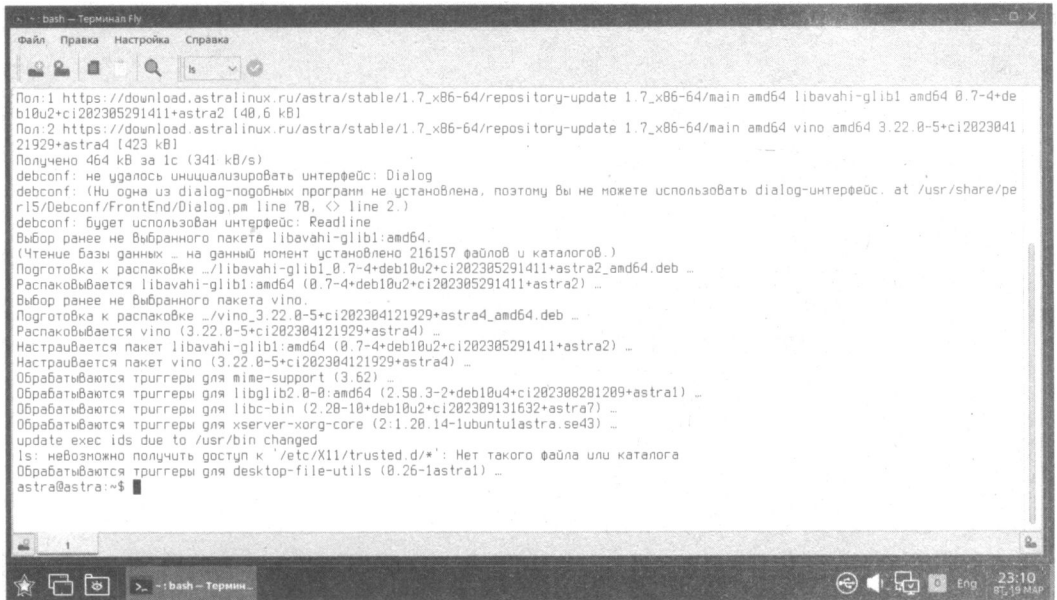 ~ : bash — Терминал Fly
Файл Правка Настройка Справка
ls
Пол:1 https://download.astralinux.ru/astra/stable/1.7_x86-64/repository-update 1.7_x86-64/main amd64 libavahi-glib1 amd64 0.7-4+de
b10u2+ci202305291411+astra2 [40.6 kB]
Пол:2 https://download.astralinux.ru/astra/stable/1.7_x86-64/repository-update 1.7_x86-64/main amd64 vino amd64 3.22.0-5+ci2023041
21929+astra4 [423 kB]
Получено 464 kB за 1с (341 kB/s)
debconf: не удалось инициализировать интерфейс: Dialog
debconf: (Ни одна из dialog-подобных программ не установлена, поэтому вы не можете использовать dialog-интерфейс. at /usr/share/pe
rl5/Debconf/FrontEnd/Dialog.pm line 78, <> line 2.)
debconf: будет использован интерфейс: Readline
Выбор ранее не выбранного пакета libavahi-glib1:amd64.
(Чтение базы данных … на данный момент установлено 216157 файлов и каталогов.)
Подготовка к распаковке …/libavahi-glib1_0.7-4+deb10u2+ci202305291411+astra2_amd64.deb …
Распаковывается libavahi-glib1:amd64 (0.7-4+deb10u2+ci202305291411+astra2) …
Выбор ранее не выбранного пакета vino.
Подготовка к распаковке …/vino_3.22.0-5+ci202304121929+astra4_amd64.deb …
Распаковывается vino (3.22.0-5+ci202304121929+astra4) …
Настраивается пакет libavahi-glib1:amd64 (0.7-4+deb10u2+ci202305291411+astra2) …
Настраивается пакет vino (3.22.0-5+ci202304121929+astra4) …
Обрабатываются триггеры для mime-support (3.62) …
Обрабатываются триггеры для libglib2.0-0:amd64 (2.58.3-2+deb10u4+ci202308281209+astra1) …
Обрабатываются триггеры для libc-bin (2.28-10+deb10u2+ci202309131632+astra7) …
Обрабатываются триггеры для xserver-xorg-core (2:1.20.14-1ubuntu1astra.se43) …
update exec ids due to /usr/bin changed
ls: невозможно получить доступ к '/etc/X11/trusted.d/*': Нет такого файла или каталога
Обрабатываются триггеры для desktop-file-utils (0.26-1astra1) …
astra@astra:~$
1
~ : bash — Термин…
Eng
23:10
ВТ, 19 МАР